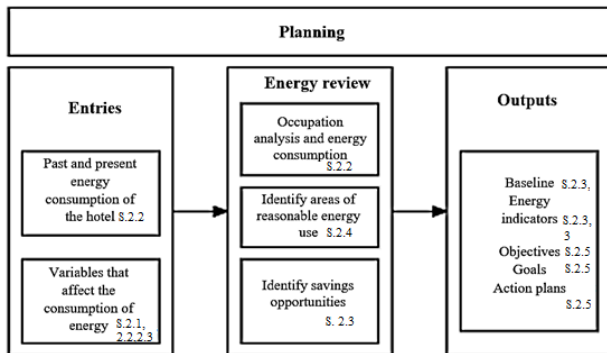 Planning
Entries
Past and present
energy
consumption of
the hotel S.2.2
Variables that
affect the
consumption of
energy S.2.1,
2.2.2.3
Energy review
Occupation
analysis and energy
consumption
S.2.2
Identify areas of
reasonable energy
use S.2.4
Identify savings
opportunities
S. 2.3
Outputs
Baseline S.2.3,
Energy
indicators S.2.3,
3
Objectives S.2.5
Goals S.2.5
Action plans
S.2.5